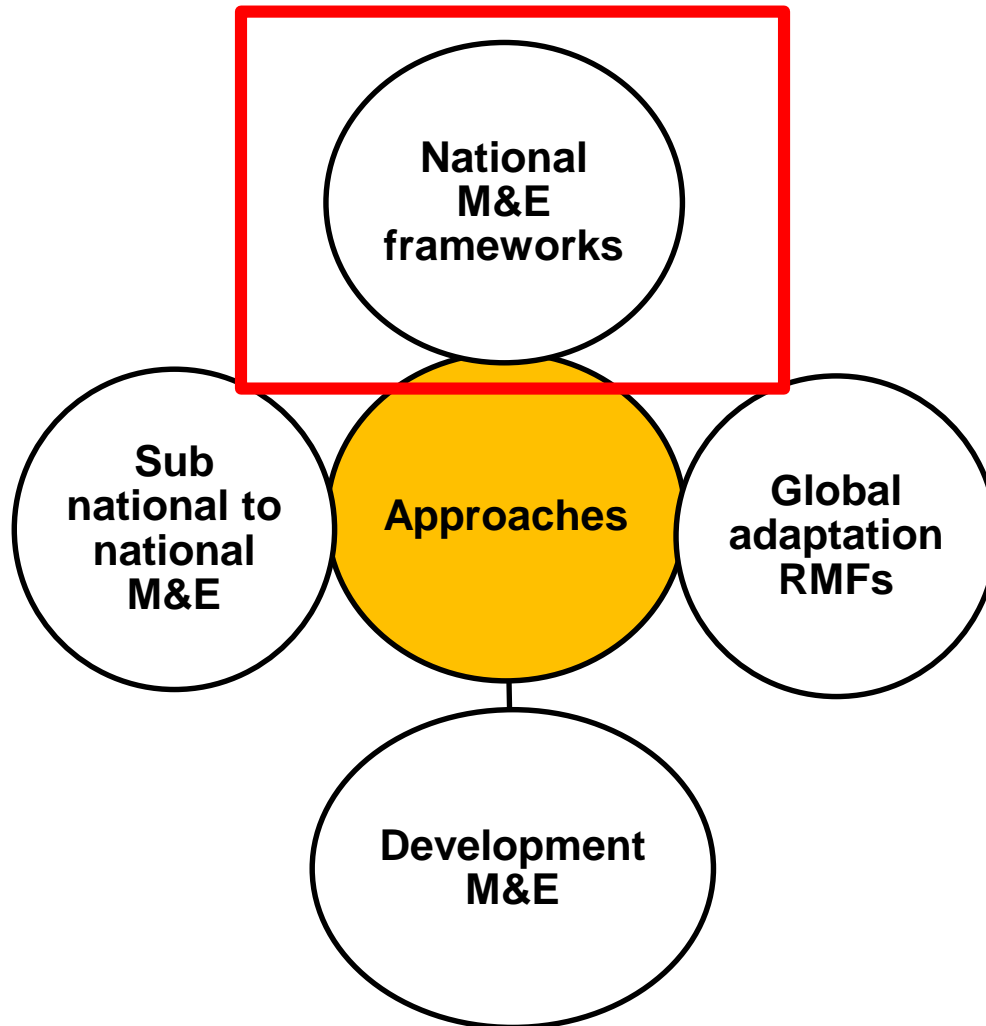 National
M&E
frameworks
Sub
national to
national
M&E
Approaches
Global
adaptation
RMFs
Development
M&E